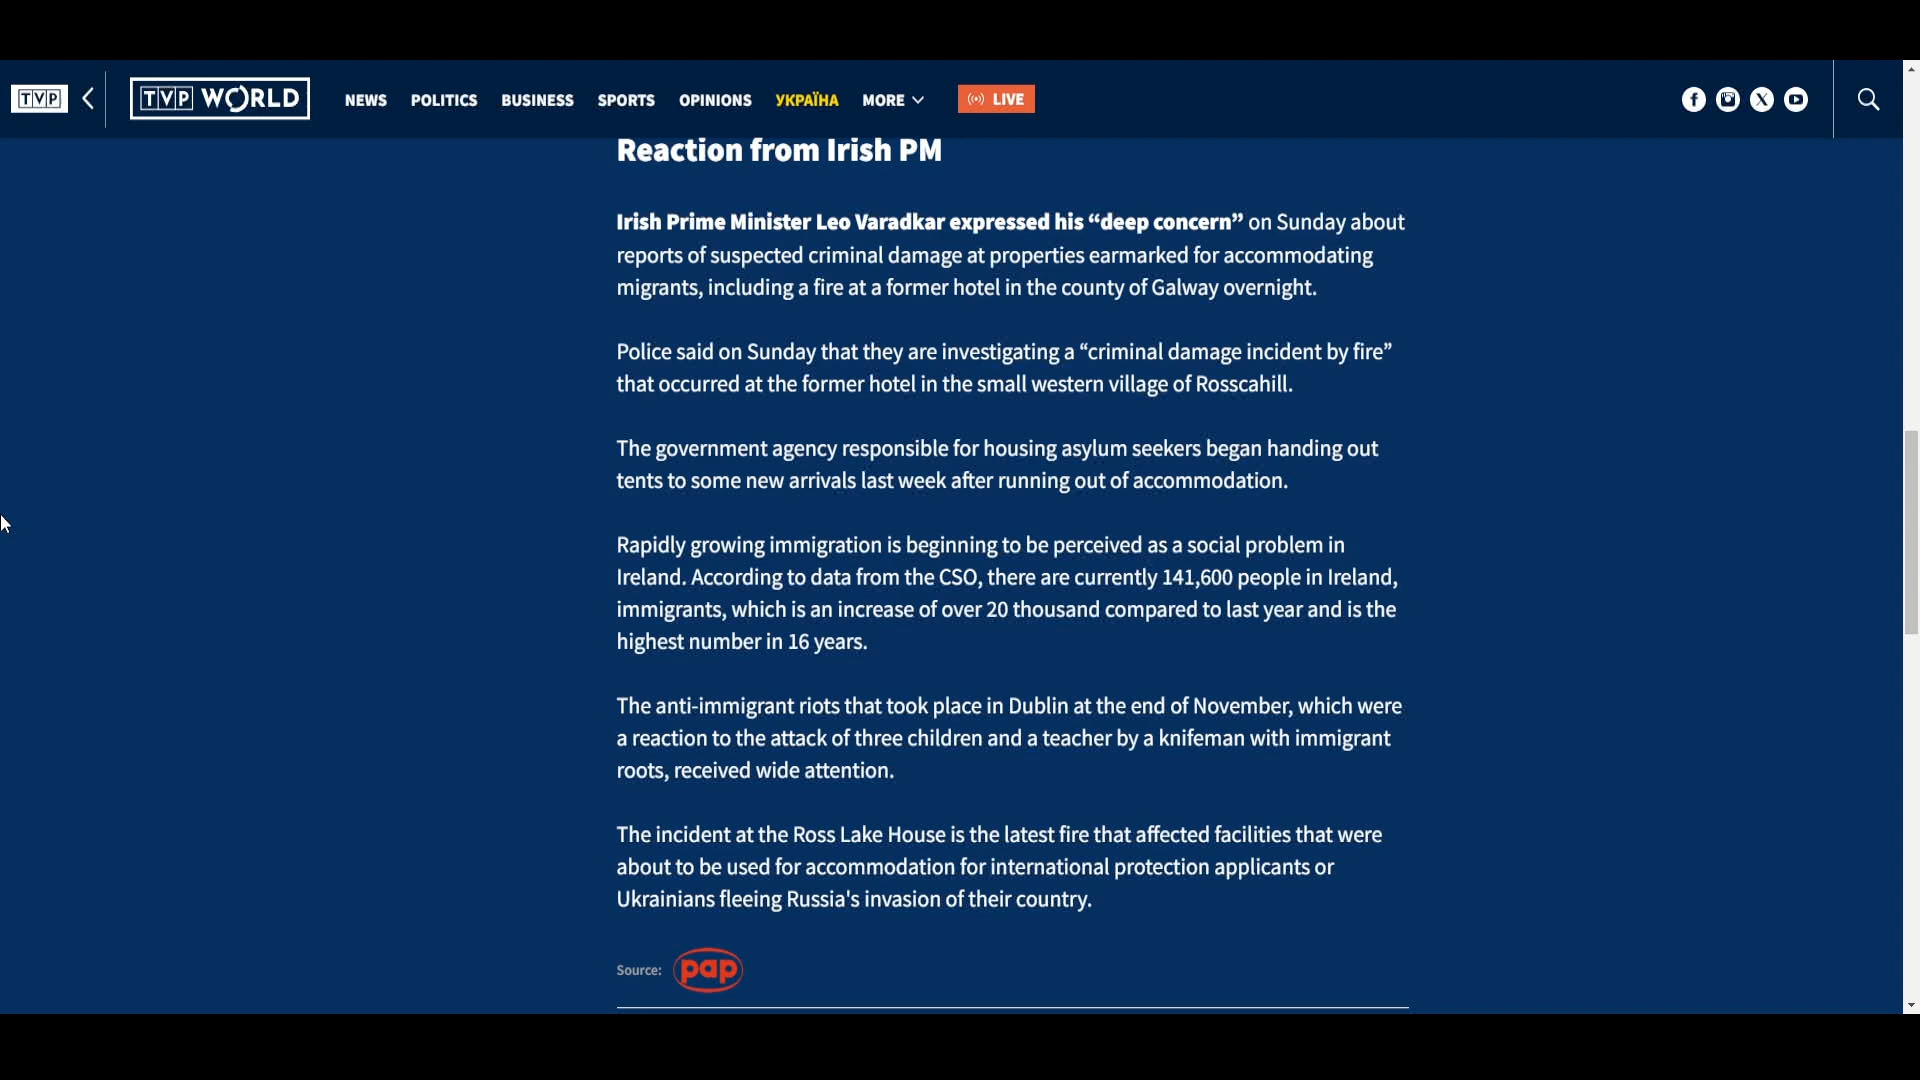 TVP
TVP WORLD
NEWS POLITICS BUSINESS SPORTS OPINIONS УКРАЇНА MORE LIVE
Reaction from Irish PM
Irish Prime Minister Leo Varadkar expressed his “deep concern” on Sunday about
reports of suspected criminal damage at properties earmarked for accommodating
migrants, including a fire at a former hotel in the county of Galway overnight.
Police said on Sunday that they are investigating a “criminal damage incident by fire”
that occurred at the former hotel in the small western village of Rosscahill.
The government agency responsible for housing asylum seekers began handing out
tents to some new arrivals last week after running out of accommodation.
Rapidly growing immigration is beginning to be perceived as a social problem in
Ireland. According to data from the CSO, there are currently 141,600 people in Ireland,
immigrants, which is an increase of over 20 thousand compared to last year and is the
highest number in 16 years.
The anti-immigrant riots that took place in Dublin at the end of November, which were
a reaction to the attack of three children and a teacher by a knifeman with immigrant
roots, received wide attention.
The incident at the Ross Lake House is the latest fire that affected facilities that were
about to be used for accommodation for international protection applicants or
Ukrainians fleeing Russia's invasion of their country.
Source: pap